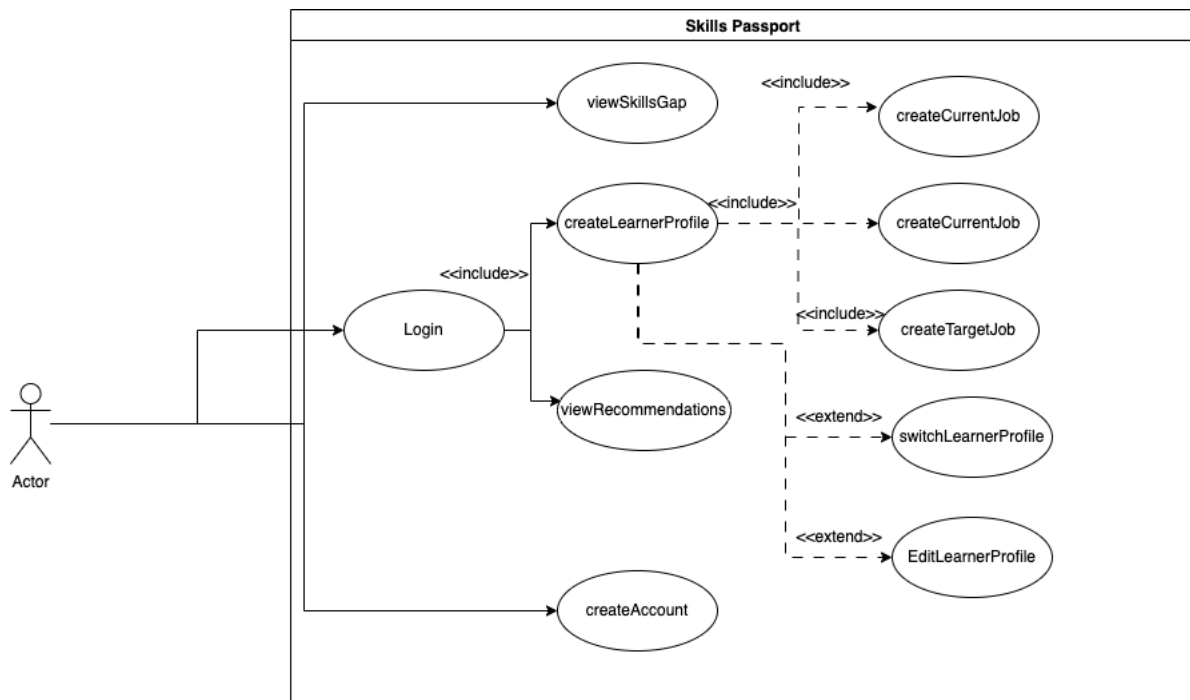 Skills Passport
<<include>>
viewSkillsGap
createCurrentJob
<<include>>
createLearnerProfile
createCurrentJob
<<include>>
<<include>>
Login
createTargetJob
viewRecommendations
<<extend>>
switchLearnerProfile
Actor
<<extend>>
EditLearnerProfile
createAccount